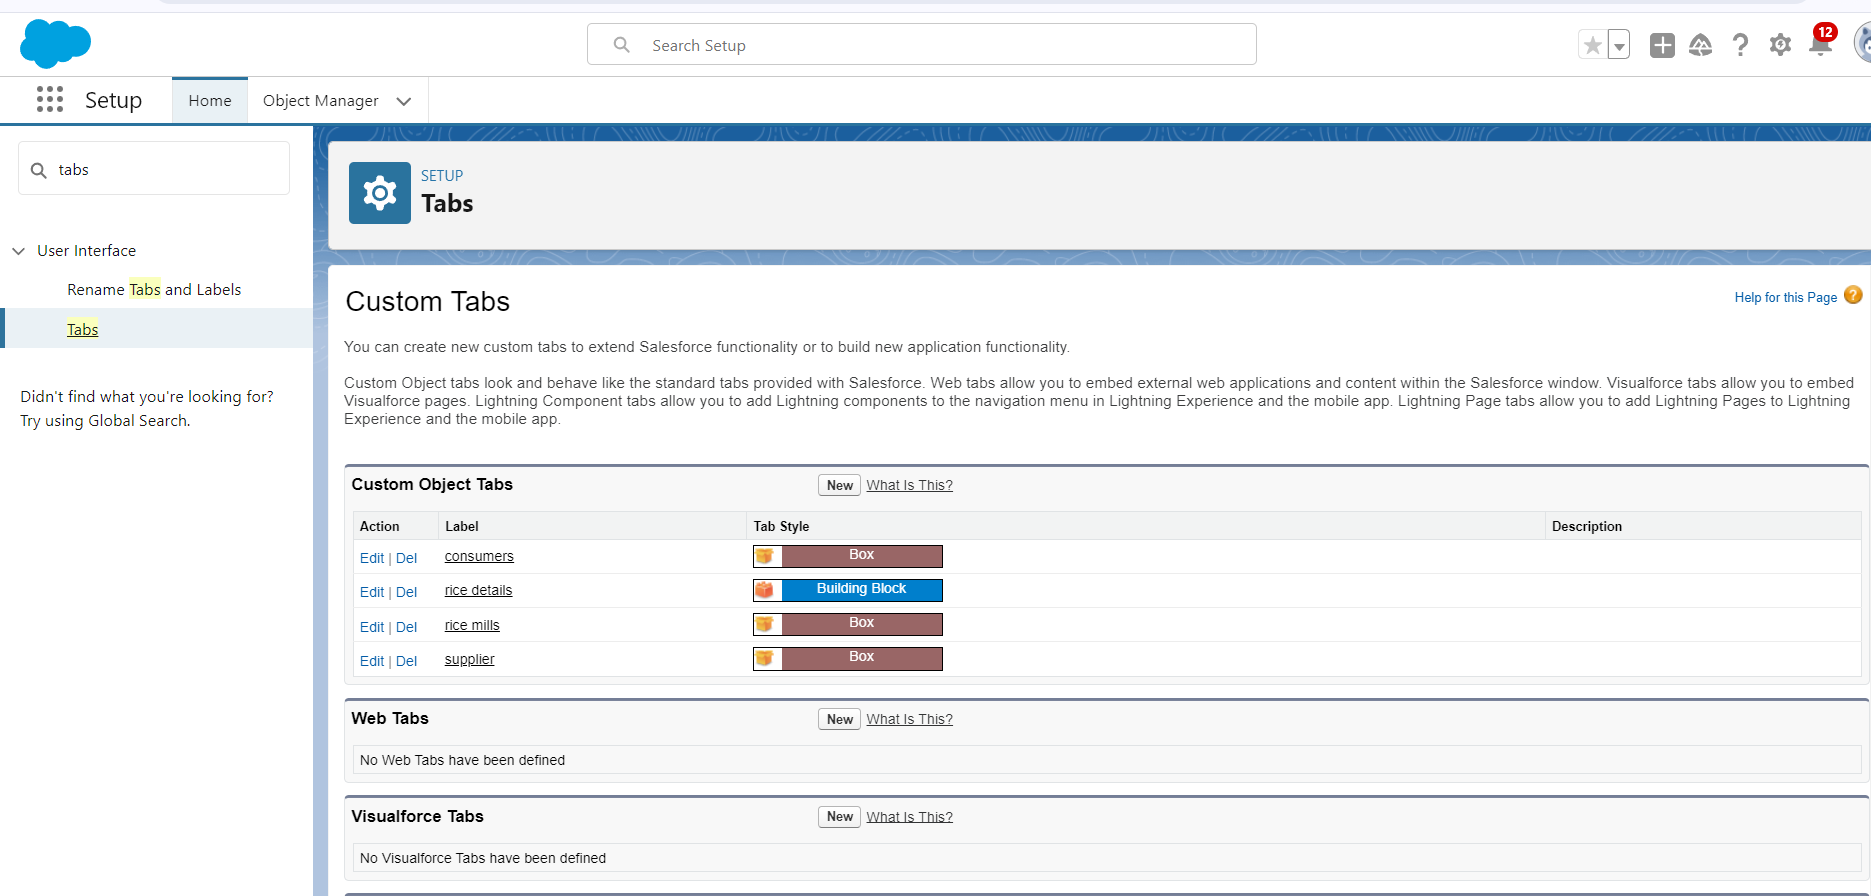 Search Setup
12
Setup
Home
Object Manager
tabs
User Interface
Rename Tabs and Labels
Tabs
Didn't find what you're looking for?
Try using Global Search.
SETUP
Tabs
Custom Tabs
Help for this Page ?
You can create new custom tabs to extend Salesforce functionality or to build new application functionality.
Custom Object tabs look and behave like the standard tabs provided with Salesforce. Web tabs allow you to embed external web applications and content within the Salesforce window. Visualforce tabs allow you to embed
Visualforce pages. Lightning Component tabs allow you to add Lightning components to the navigation menu in Lightning Experience and the mobile app. Lightning Page tabs allow you to add Lightning Pages to Lightning
Experience and the mobile app.
Custom Object Tabs New What Is This?
Action Label Tab Style Description
Edit | Del consumers Box
Edit | Del rice details Building Block
Edit | Del rice mills Box
Edit | Del supplier Box
Web Tabs New What Is This?
No Web Tabs have been defined
Visualforce Tabs New What Is This?
No Visualforce Tabs have been defined